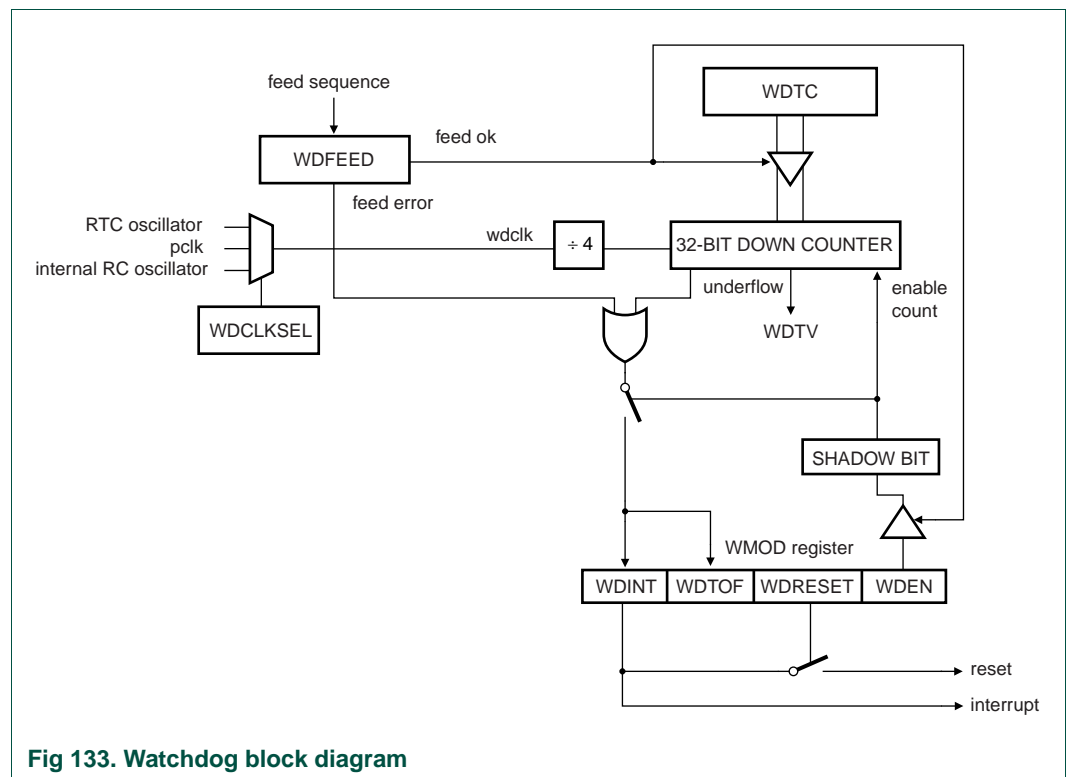 feed sequence
WDTC
feed ok
WDFEED
feed error
RTC oscillator
pclk
internal RC oscillator
wdclk
÷ 4
32-BIT DOWN COUNTER
underflow
enable
count
WDTV
WDCLKSEL
SHADOW BIT
WMOD register
WDINT WDTOF WDRESET WDEN
reset
interrupt
Fig 133. Watchdog block diagram